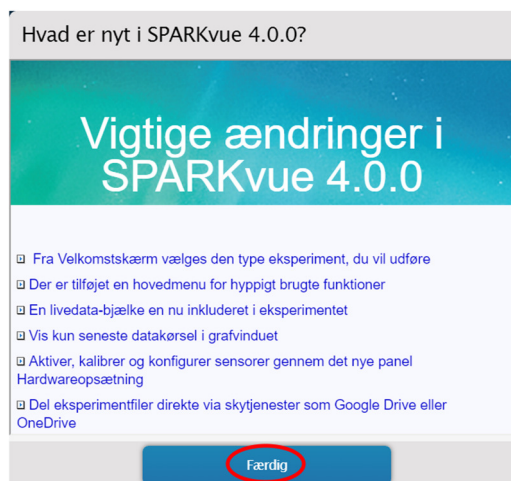 Hvad er nyt i SPARKvue 4.0.0?
Vigtige ændringer i
SPARKvue 4.0.0
Fra Velkomstskærm vælges den type eksperiment, du vil udføre
Der er tilføjet en hovedmenu for hyppigt brugte funktioner
En livedata-bjælke en nu inkluderet i eksperimentet
Vis kun seneste datakørsel i grafvinduet
Aktiver, kalibrer og konfigurer sensorer gennem det nye panel
Hardwareopsætning
Del eksperimentfiler direkte via skytjenester som Google Drive eller
OneDrive
Færdig